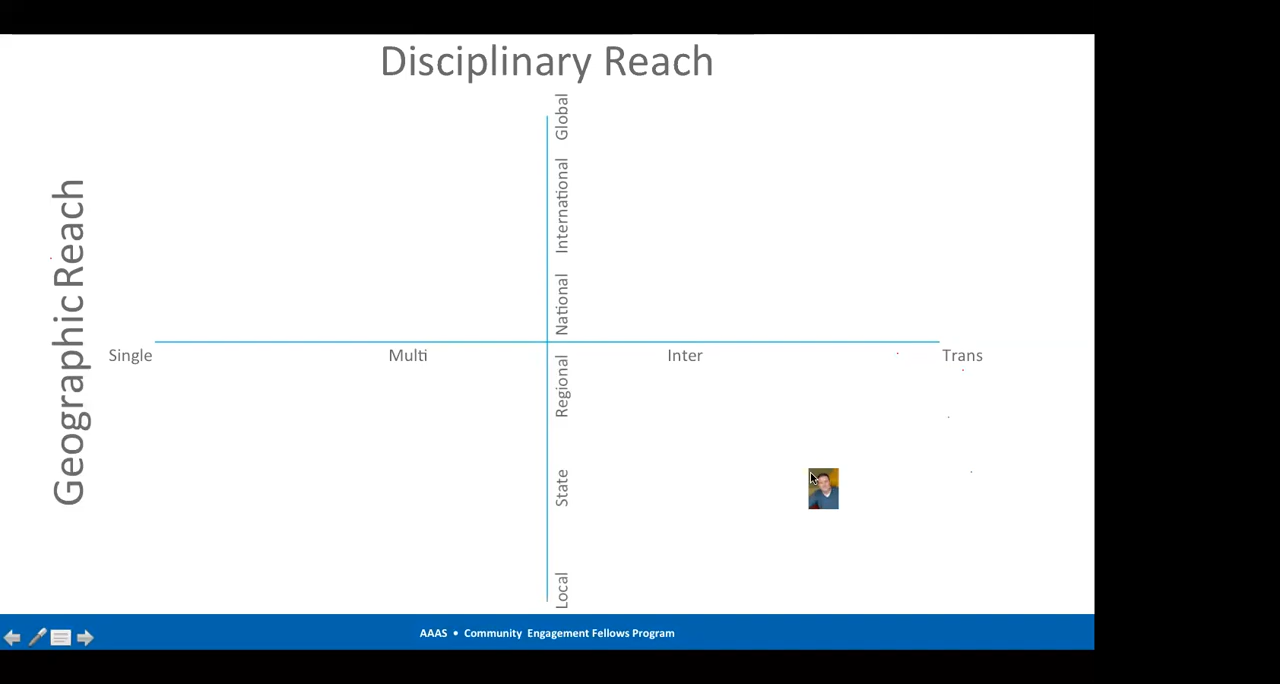 Disciplinary Reach
Geographic Reach
Global
International
National
Single
Multi
Inter
Trans
Regional
State
Local
AAAS • Community Engagement Fellows Program